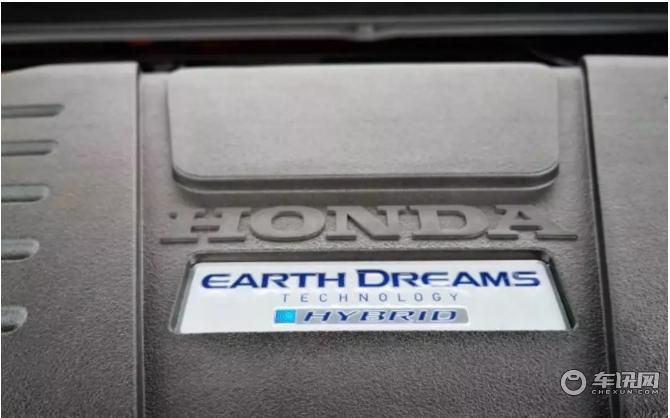 HONDA
EARTH DREAMS
TECHNOLOGY
HYBRID
车讯网
CHEXUN.COM